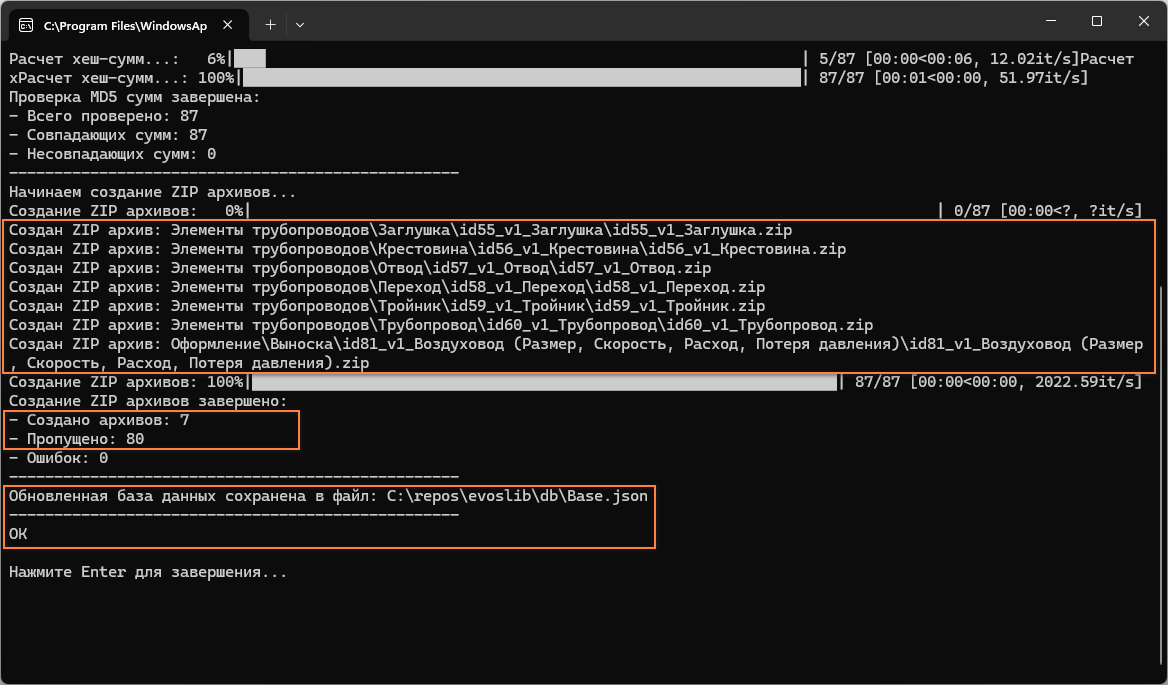 C:\Program Files\WindowsAp
Расчет хеш-сумм...:   6%| | 5/87 [00:00<00:06, 12.02it/s]Расчет
хРасчет хеш-сумм...: 100%| | 87/87 [00:01<00:00, 51.97it/s]
Проверка MD5 сумм завершена:
- Всего проверено: 87
- Совпадающих сумм: 87
- Несовпадающих сумм: 0
--------------------------------------------------
Начинаем создание ZIP архивов...
Создание ZIP архивов:   0%| | 0/87 [00:00<?, ?it/s]
Создан ZIP архив: Элементы трубопроводов\Заглушка\id55_v1_Заглушка\id55_v1_Заглушка.zip
Создан ZIP архив: Элементы трубопроводов\Крестовина\id56_v1_Крестовина\id56_v1_Крестовина.zip
Создан ZIP архив: Элементы трубопроводов\Отвод\id57_v1_Отвод\id57_v1_Отвод.zip
Создан ZIP архив: Элементы трубопроводов\Переход\id58_v1_Переход\id58_v1_Переход.zip
Создан ZIP архив: Элементы трубопроводов\Тройник\id59_v1_Тройник\id59_v1_Тройник.zip
Создан ZIP архив: Элементы трубопроводов\Трубопровод\id60_v1_Трубопровод\id60_v1_Трубопровод.zip
Создан ZIP архив: Оформление\Выноска\id81_v1_Воздуховод (Размер, Скорость, Расход, Потеря давления)\id81_v1_Воздуховод (Размер
, Скорость, Расход, Потеря давления).zip
Создание ZIP архивов: 100%| | 87/87 [00:00<00:00, 2022.59it/s]
Создание ZIP архивов завершено:
- Создано архивов: 7
- Пропущено: 80
- Ошибок: 0
--------------------------------------------------
Обновленная база данных сохранена в файл: C:\repos\evoslib\db\Base.json
--------------------------------------------------
ОК
Нажмите Enter для завершения...